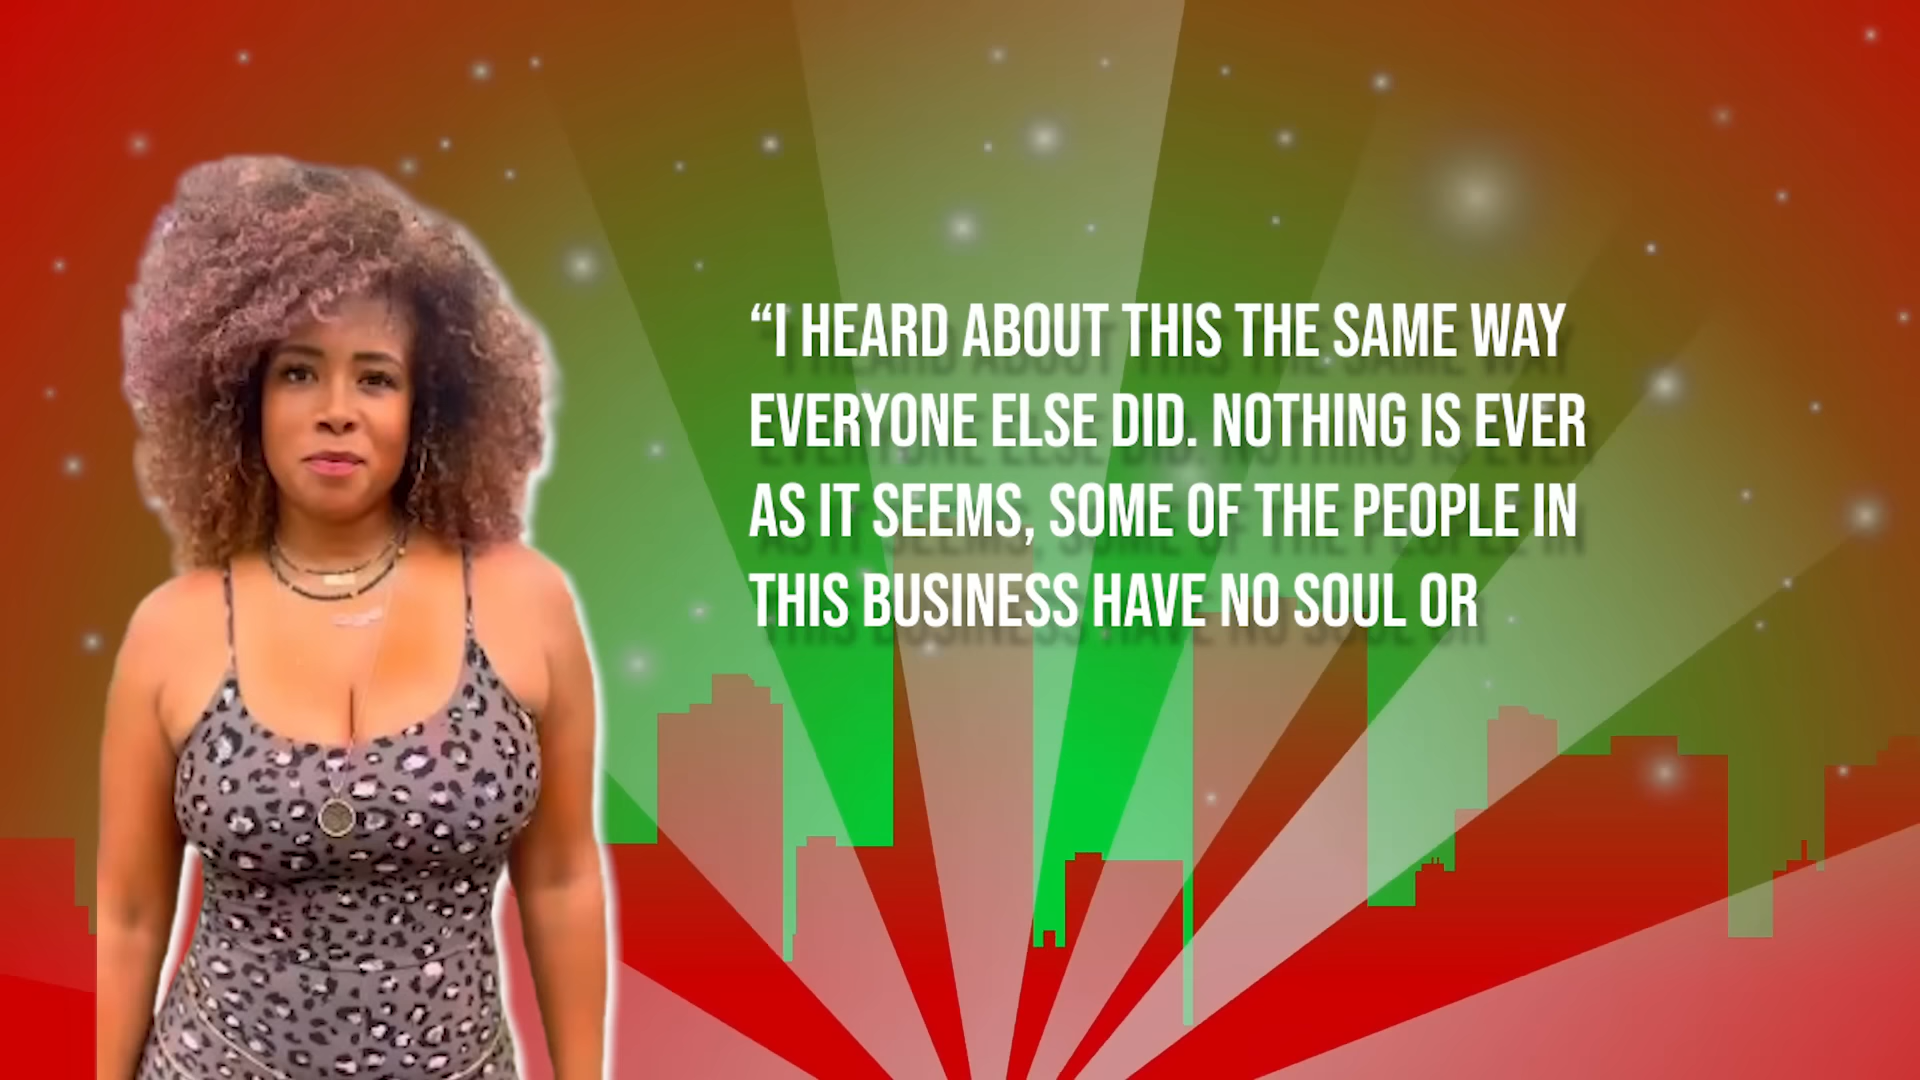 “I HEARD ABOUT THIS THE SAME WAY
EVERYONE ELSE DID. NOTHING IS EVER
AS IT SEEMS, SOME OF THE PEOPLE IN
THIS BUSINESS HAVE NO SOUL OR